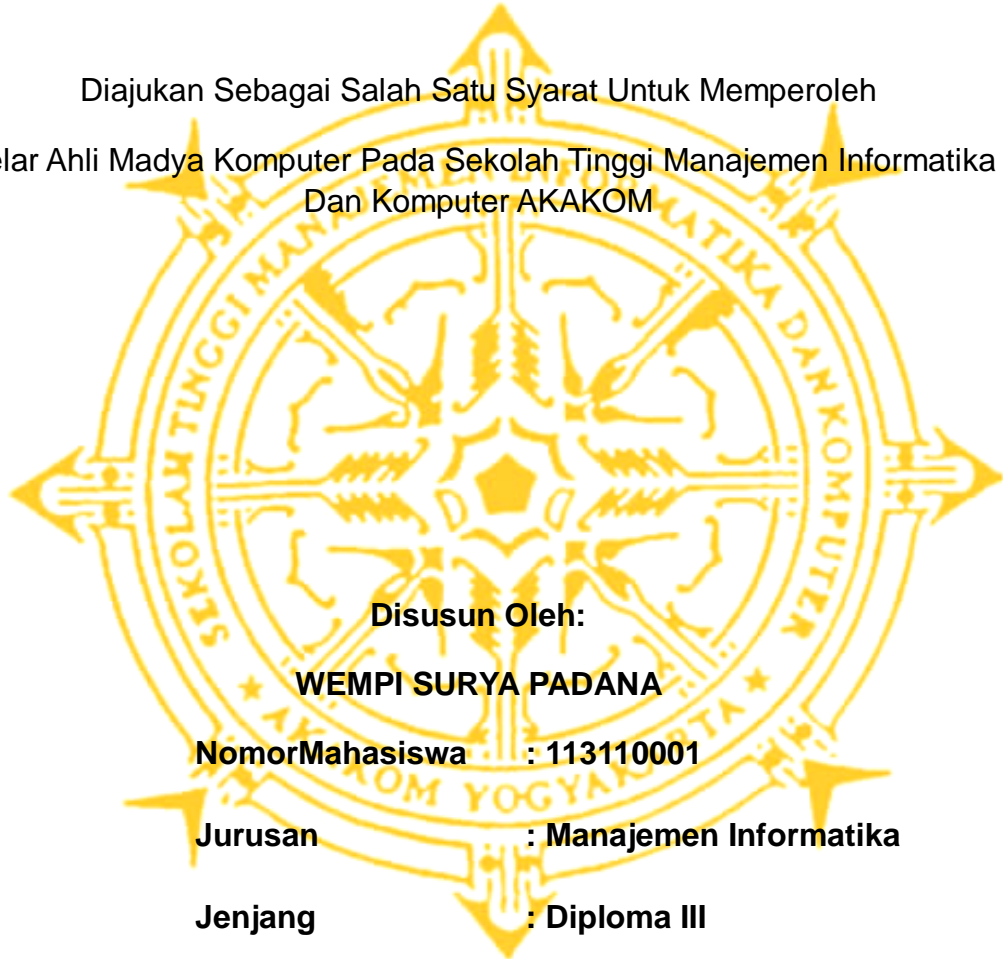 Diajukan Sebagai Salah Satu Syarat Untuk Memperoleh
elar Ahli Madya Komputer Pada Sekolah Tinggi Manajemen Informatika
Dan Komputer AKAKOM
SEKOLAH TINGGI MANAJEMEN INFORMATIKA DAN KOMPUTER
Disusun Oleh:
WEMPI SURYA PADANA
NomorMahasiswa : 113110001
★ AKAKOM YOGYAKARTA ★
Jurusan : Manajemen Informatika
Jenjang : Diploma III